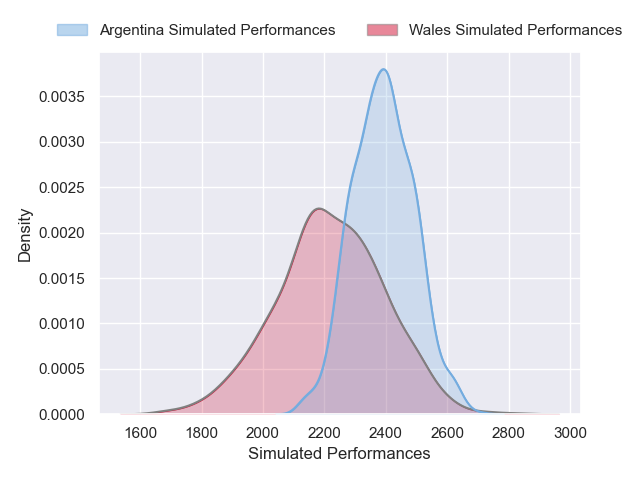 Argentina Simulated Performances
Wales Simulated Performances
Density
0.0035
0.0030
0.0025
0.0020
0.0015
0.0010
0.0005
0.0000
1600 1800 2000 2200 2400 2600 2800 3000
Simulated Performances